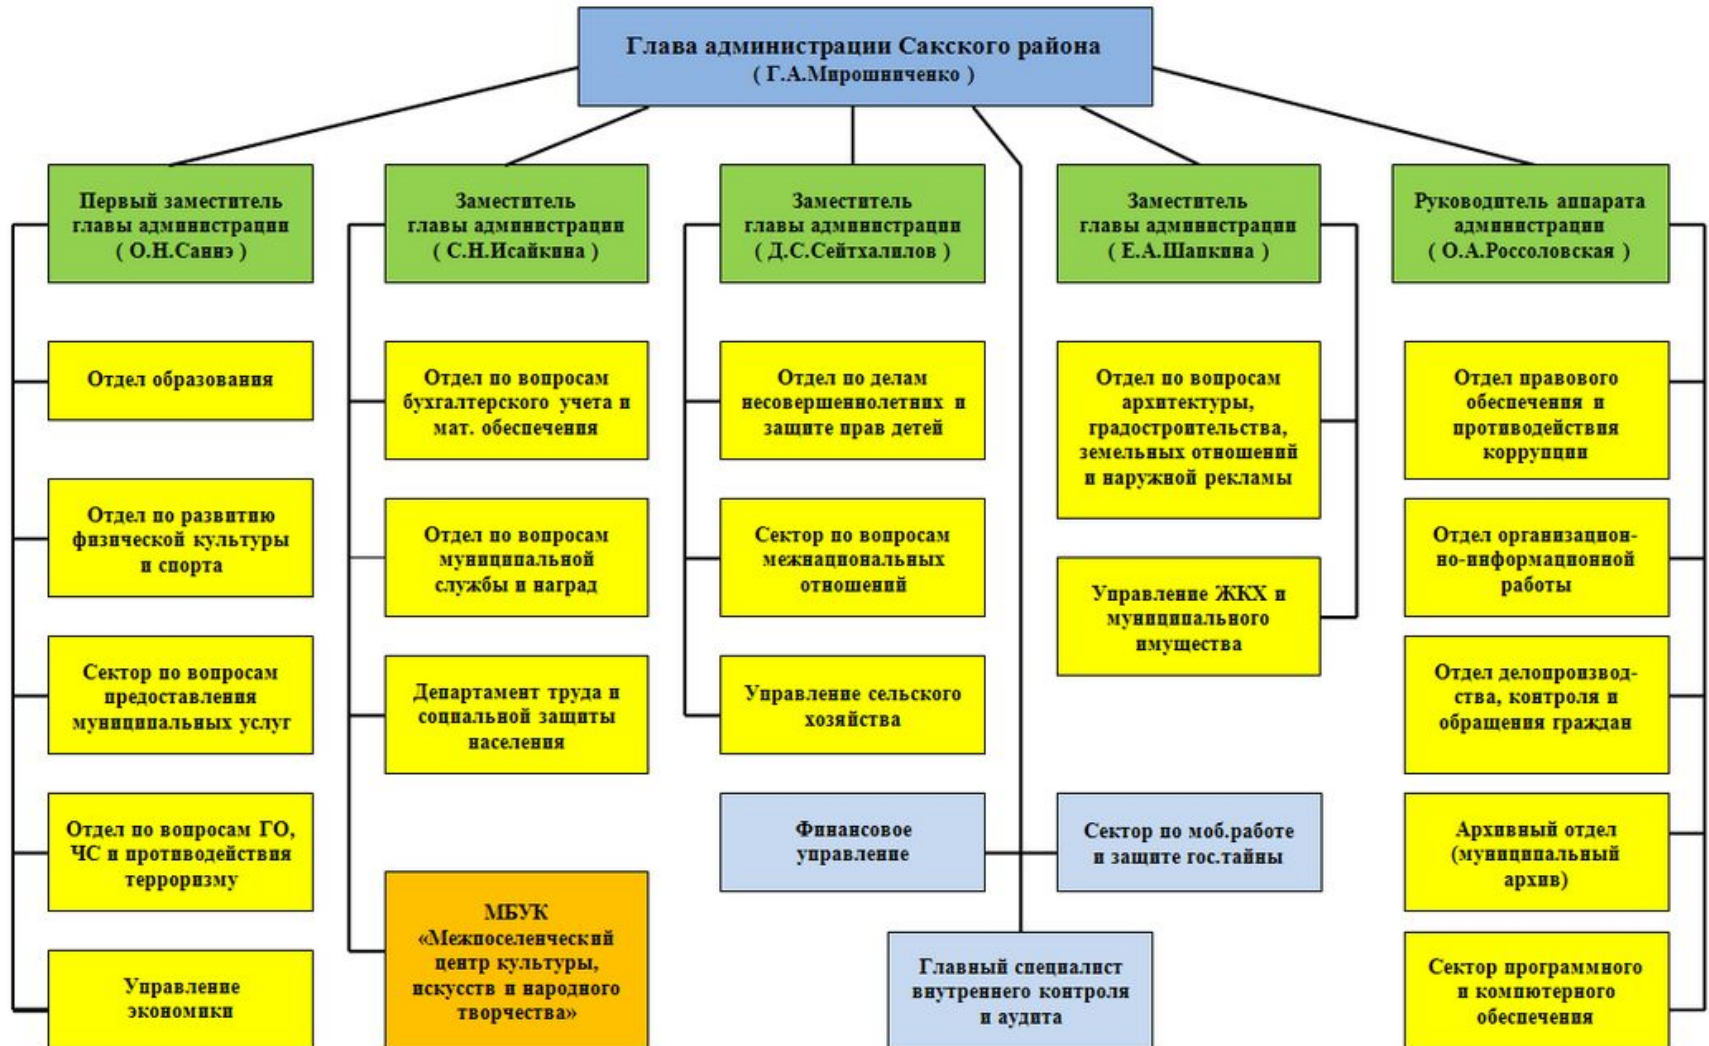 Глава администрации Сакского района
( Г.А.Мирошниченко )
Первый заместитель
главы администрации
( О.Н.Саннэ )
Заместитель
главы администрации
( С.Н.Исайкина )
Заместитель
главы администрации
( Д.С.Сейтхалилов )
Заместитель
главы администрации
( Е.А.Шапкина )
Руководитель аппарата
администрации
( О.А.Россоловская )
Отдел образования
Отдел по развитию
физической культуры
и спорта
Сектор по вопросам
предоставления
муниципальных услуг
Отдел по вопросам ГО,
ЧС и противодействия
терроризму
Управление
экономики
Отдел по вопросам
бухгалтерского учета и
мат. обеспечения
Отдел по вопросам
муниципальной
службы и наград
Департамент труда и
социальной защиты
населения
МБУК
«Межпоселенческий
центр культуры,
искусств и народного
творчества»
Отдел по делам
несовершеннолетних и
защите прав детей
Сектор по вопросам
межнациональных
отношений
Управление сельского
хозяйства
Финансовое
управление
Сектор по моб.работе
и защите гос.тайны
Главный специалист
внутреннего контроля
и аудита
Отдел по вопросам
архитектуры,
градостроительства,
земельных отношений
и наружной рекламы
Управление ЖКХ и
муниципального
имущества
Отдел правового
обеспечения и
противодействия
коррупции
Отдел организацион-
но-информационной
работы
Отдел делопроизвод-
ства, контроля и
обращения граждан
Архивный отдел
(муниципальный
архив)
Сектор программного
и компютерного
обеспечения